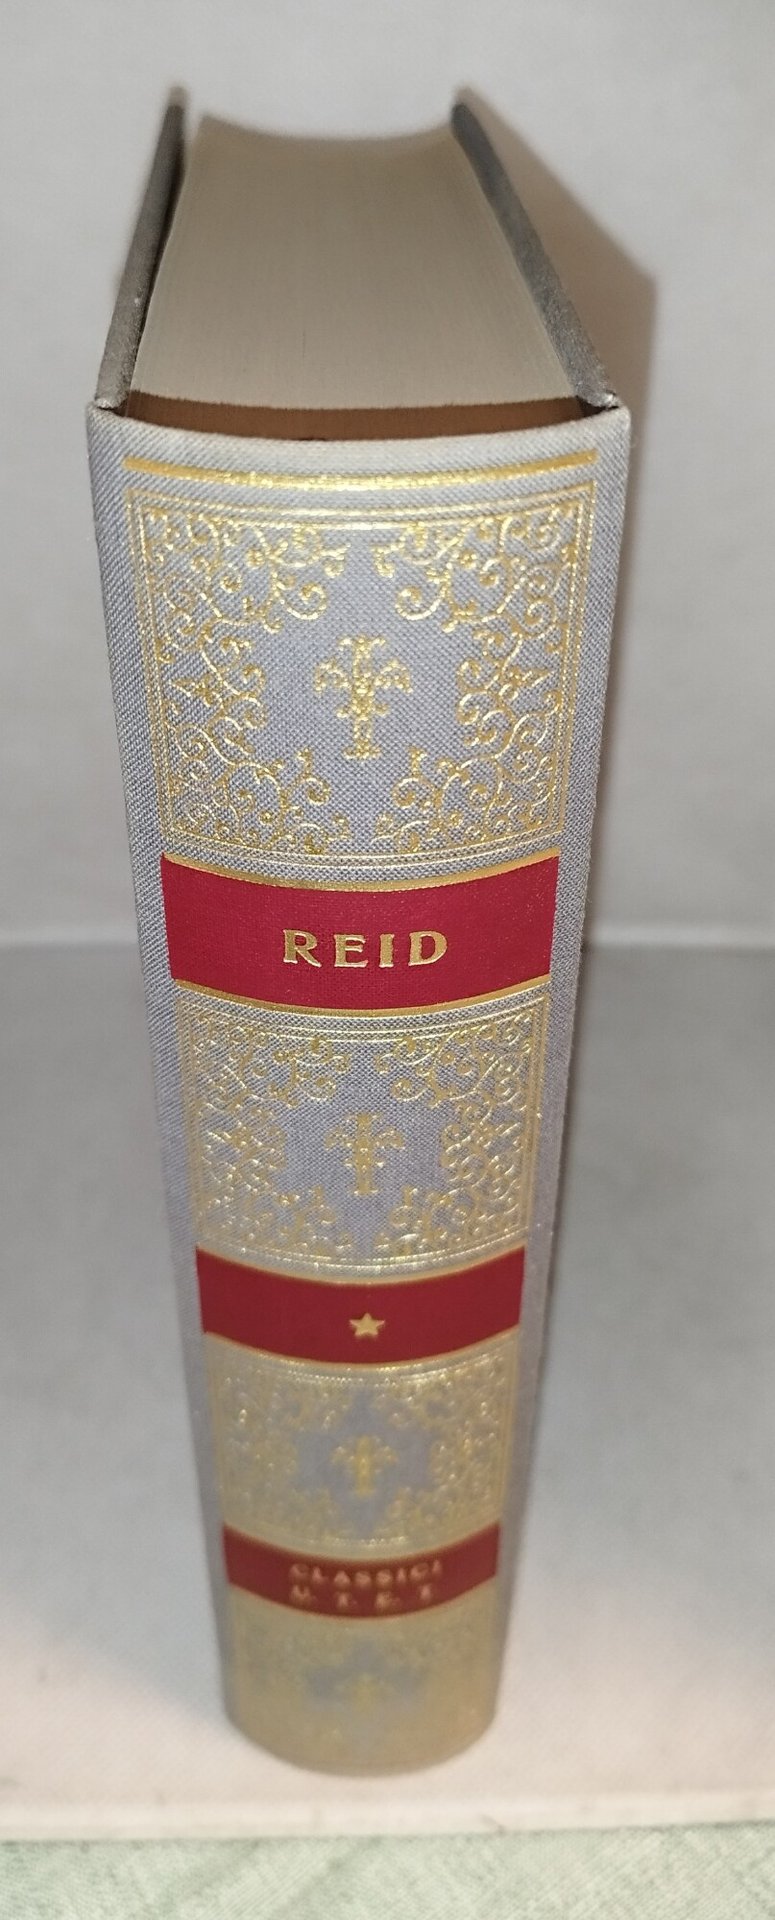 REID
CLASSICI
U. T. E. T.